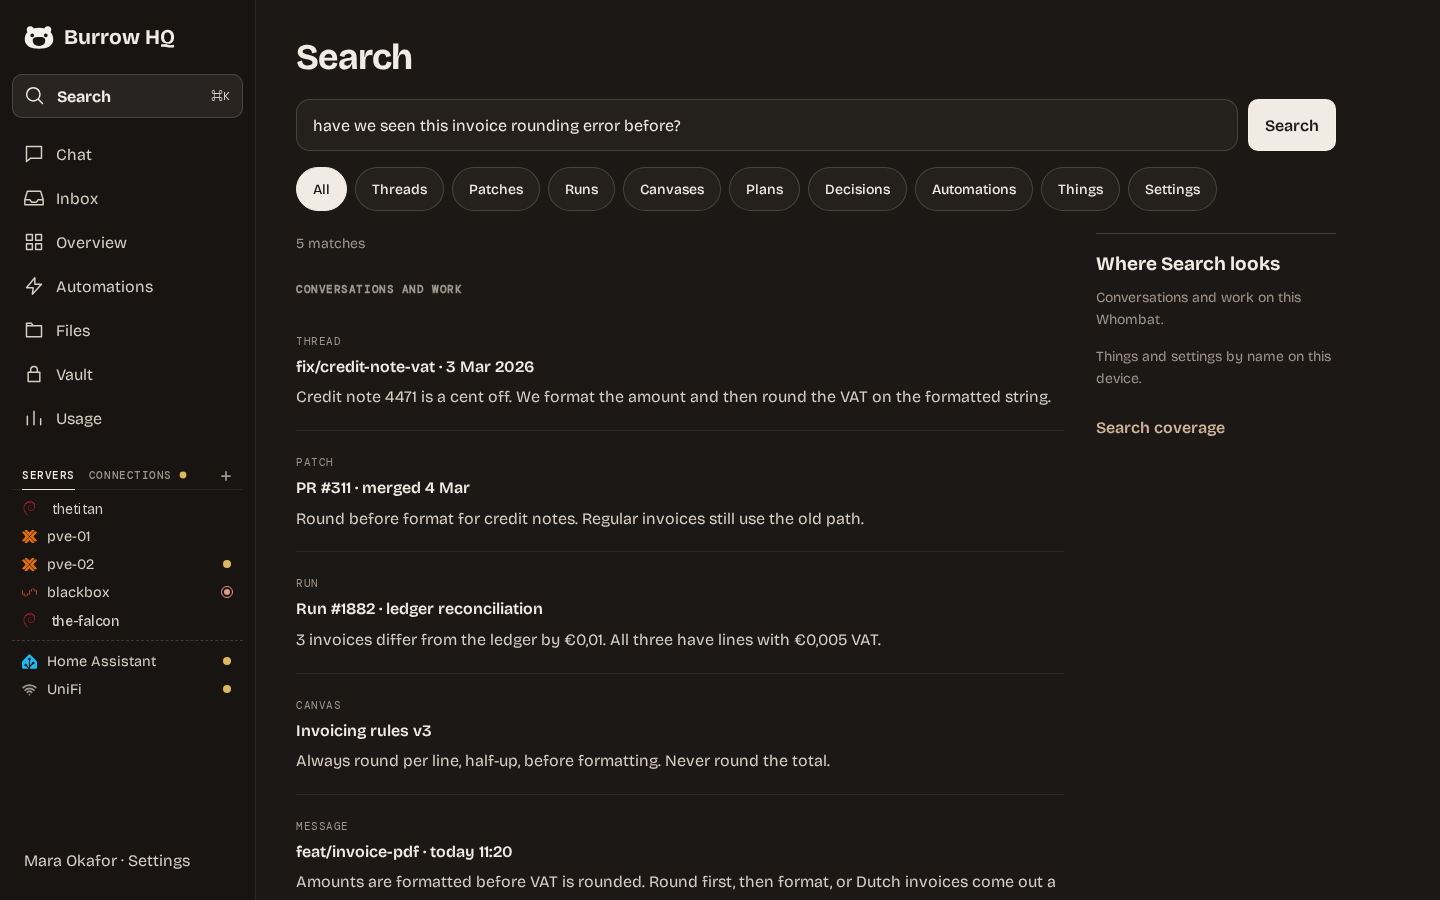 Burrow HQ
Search ⌘K
Chat
Inbox
Overview
Automations
Files
Vault
Usage
SERVERS CONNECTIONS +
thetitan
pve-01
pve-02
blackbox
the-falcon
Home Assistant
UniFi
Mara Okafor · Settings
Search
have we seen this invoice rounding error before? Search
All Threads Patches Runs Canvases Plans Decisions Automations Things Settings
5 matches
CONVERSATIONS AND WORK
THREAD
fix/credit-note-vat · 3 Mar 2026
Credit note 4471 is a cent off. We format the amount and then round the VAT on the formatted string.
PATCH
PR #311 · merged 4 Mar
Round before format for credit notes. Regular invoices still use the old path.
RUN
Run #1882 · ledger reconciliation
3 invoices differ from the ledger by €0,01. All three have lines with €0,005 VAT.
CANVAS
Invoicing rules v3
Always round per line, half-up, before formatting. Never round the total.
MESSAGE
feat/invoice-pdf · today 11:20
Amounts are formatted before VAT is rounded. Round first, then format, or Dutch invoices come out a
Where Search looks
Conversations and work on this
Whombat.
Things and settings by name on this
device.
Search coverage